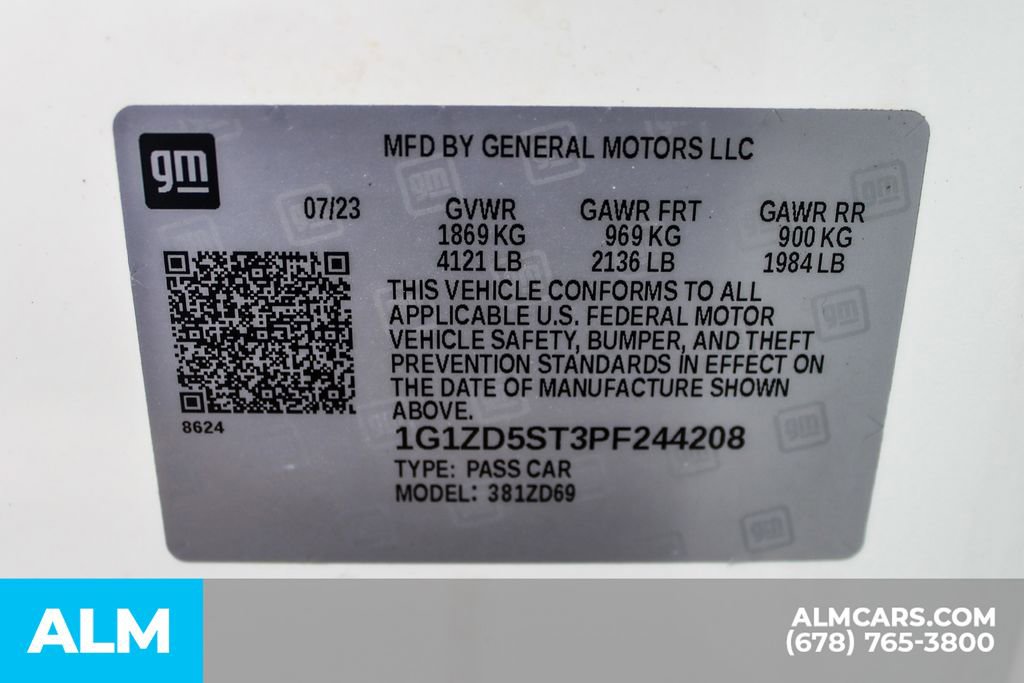 gm
MFD BY GENERAL MOTORS LLC
07/23 GVWR GAWR FRT GAWR RR
1869 KG 969 KG 900 KG
4121 LB 2136 LB 1984 LB
THIS VEHICLE CONFORMS TO ALL
APPLICABLE U.S. FEDERAL MOTOR
VEHICLE SAFETY, BUMPER, AND THEFT
PREVENTION STANDARDS IN EFFECT ON
THE DATE OF MANUFACTURE SHOWN
ABOVE.
8624
1G1ZD5ST3PF244208
TYPE: PASS CAR
MODEL: 381ZD69
ALM
ALMCARS.COM
(678) 765-3800